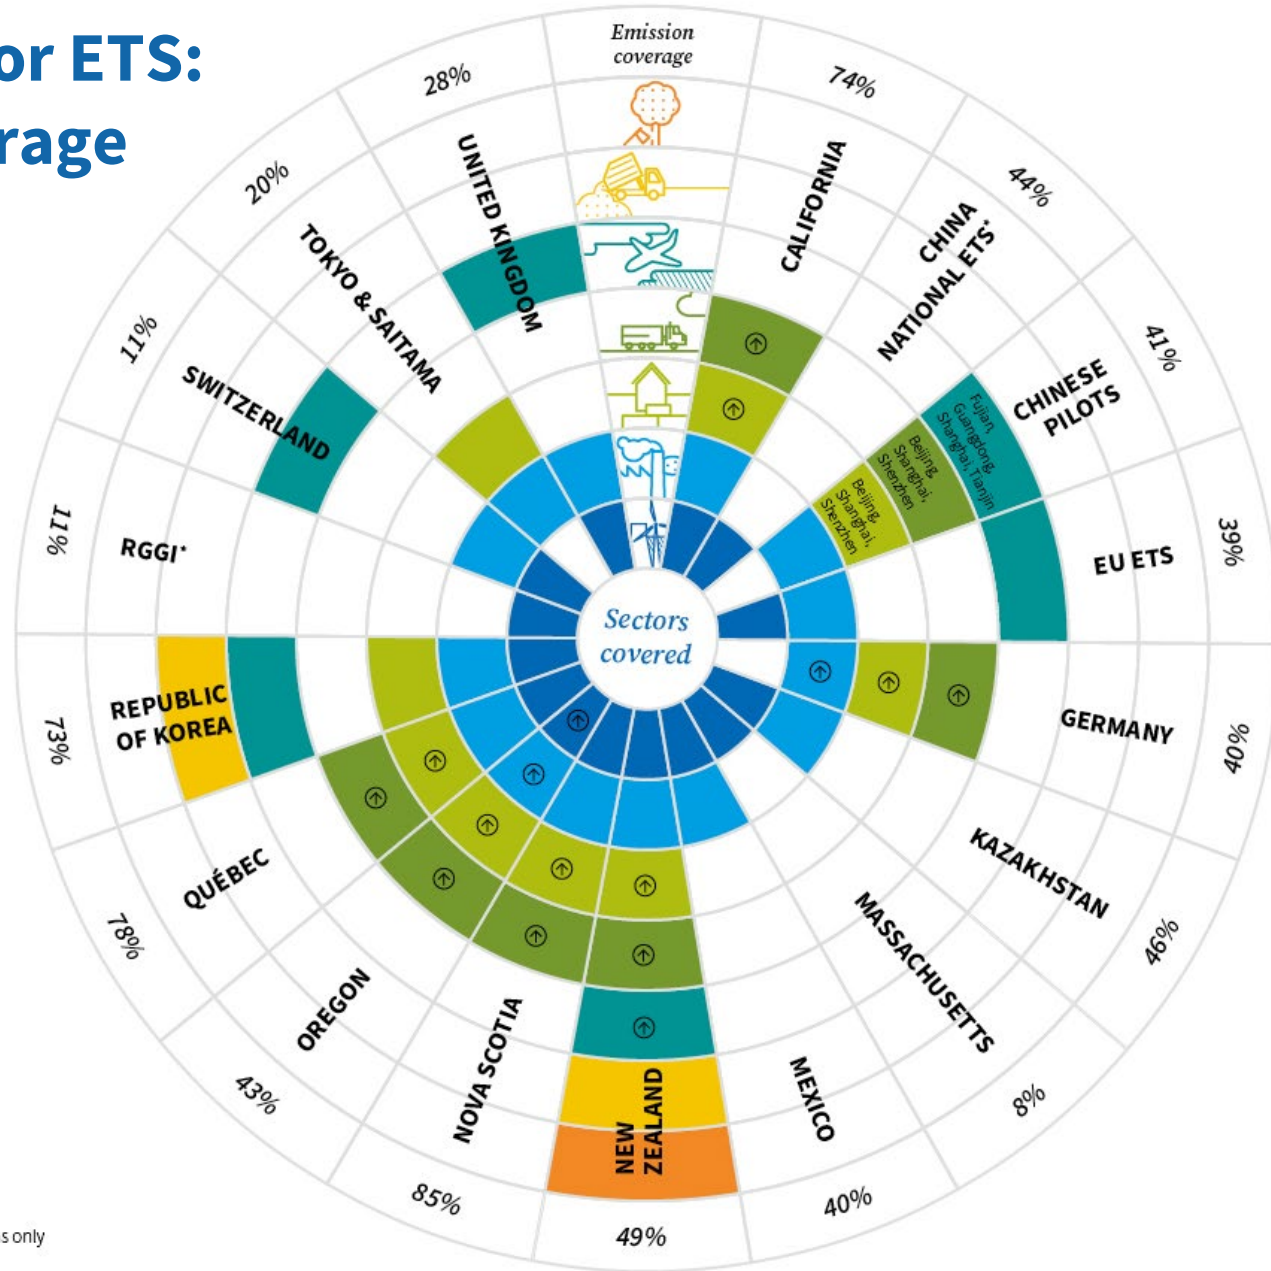 or ETS:
rage
Emission
coverage
74%
CALIFORNIA
44%
CHINA
NATIONAL ETS*
41%
CHINESE
PILOTS
Fujian,
Guangdong,
Shanghai, Tianjin
Beijing,
Shanghai,
Shenzhen
Beijing,
Shanghai,
Shenzhen
39%
EU ETS
40%
GERMANY
46%
KAZAKHSTAN
8%
MASSACHUSETTS
40%
MEXICO
49%
NEW
ZEALAND
85%
NOVA SCOTIA
43%
OREGON
78%
QUÉBEC
73%
REPUBLIC
OF KOREA
11%
RGGI*
11%
SWITZERLAND
20%
TOKYO & SAITAMA
28%
UNITED KINGDOM
Sectors
covered
s only